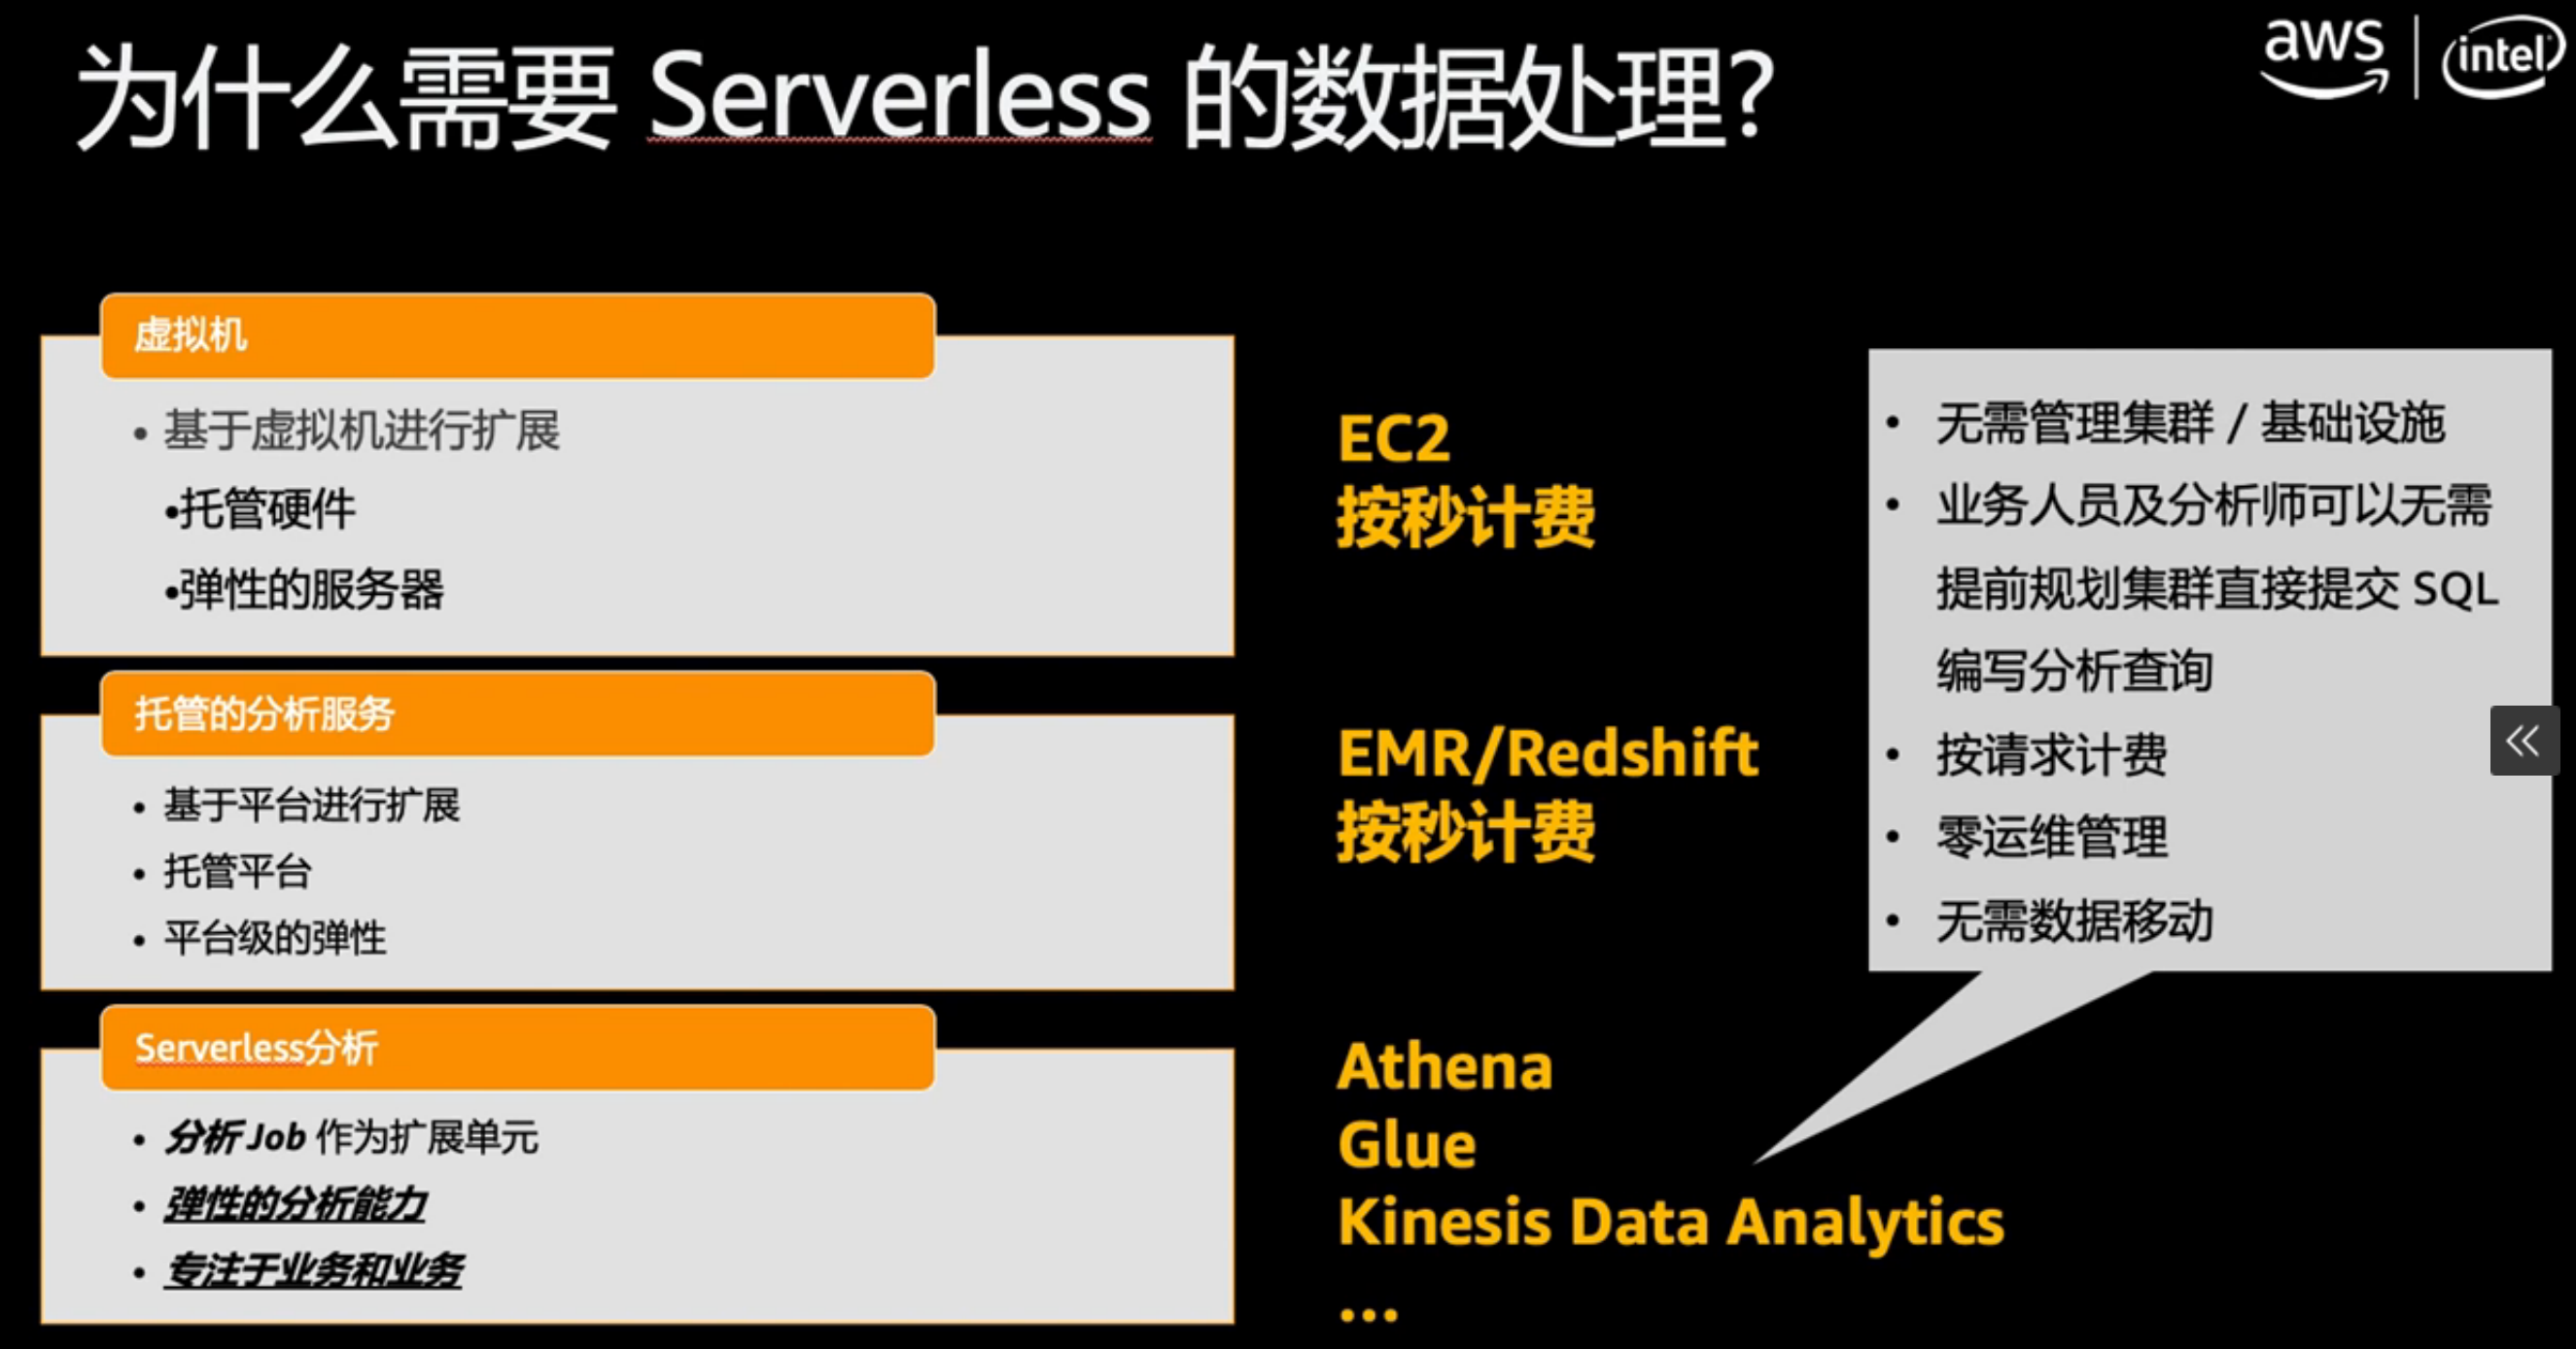 为什么需要 Serverless 的数据处理?
aws | intel
虚拟机
• 基于虚拟机进行扩展
•托管硬件
•弹性的服务器
EC2
按秒计费
托管的分析服务
• 基于平台进行扩展
• 托管平台
• 平台级的弹性
EMR/Redshift
按秒计费
Serverless分析
• 分析 Job 作为扩展单元
• 弹性的分析能力
• 专注于业务和业务
Athena
Glue
Kinesis Data Analytics
...
• 无需管理集群 / 基础设施
• 业务人员及分析师可以无需
提前规划集群直接提交 SQL
编写分析查询
• 按请求计费
• 零运维管理
• 无需数据移动